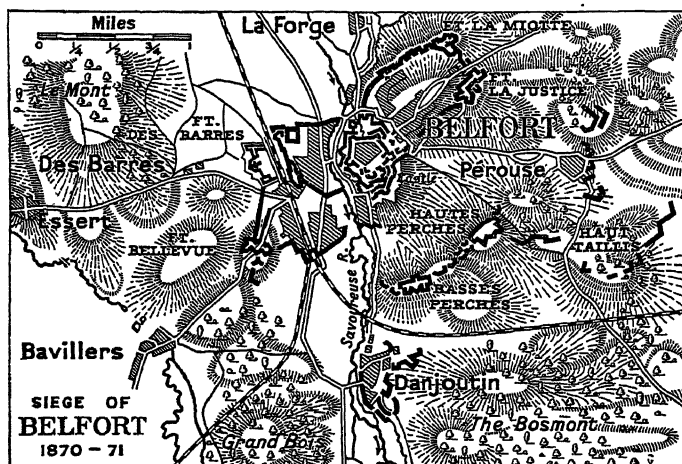 Miles
0 ¼ ½ ¾ 1
La Forge
FT LA MIOTTE
Le Mont
FT
LA JUSTICE
DES
FT.
BARRES
BELFORT
Des Barres
Castle
Pérouse
Essert
HAUTES
PERCHES
FT.
BELLEVUE
HAUT
TAILLIS
BASSES
PERCHES
Savoureuse R.
Bavillers
Danjoutin
SIEGE OF
BELFORT
1870-71
Grand Bois
The Bosmont